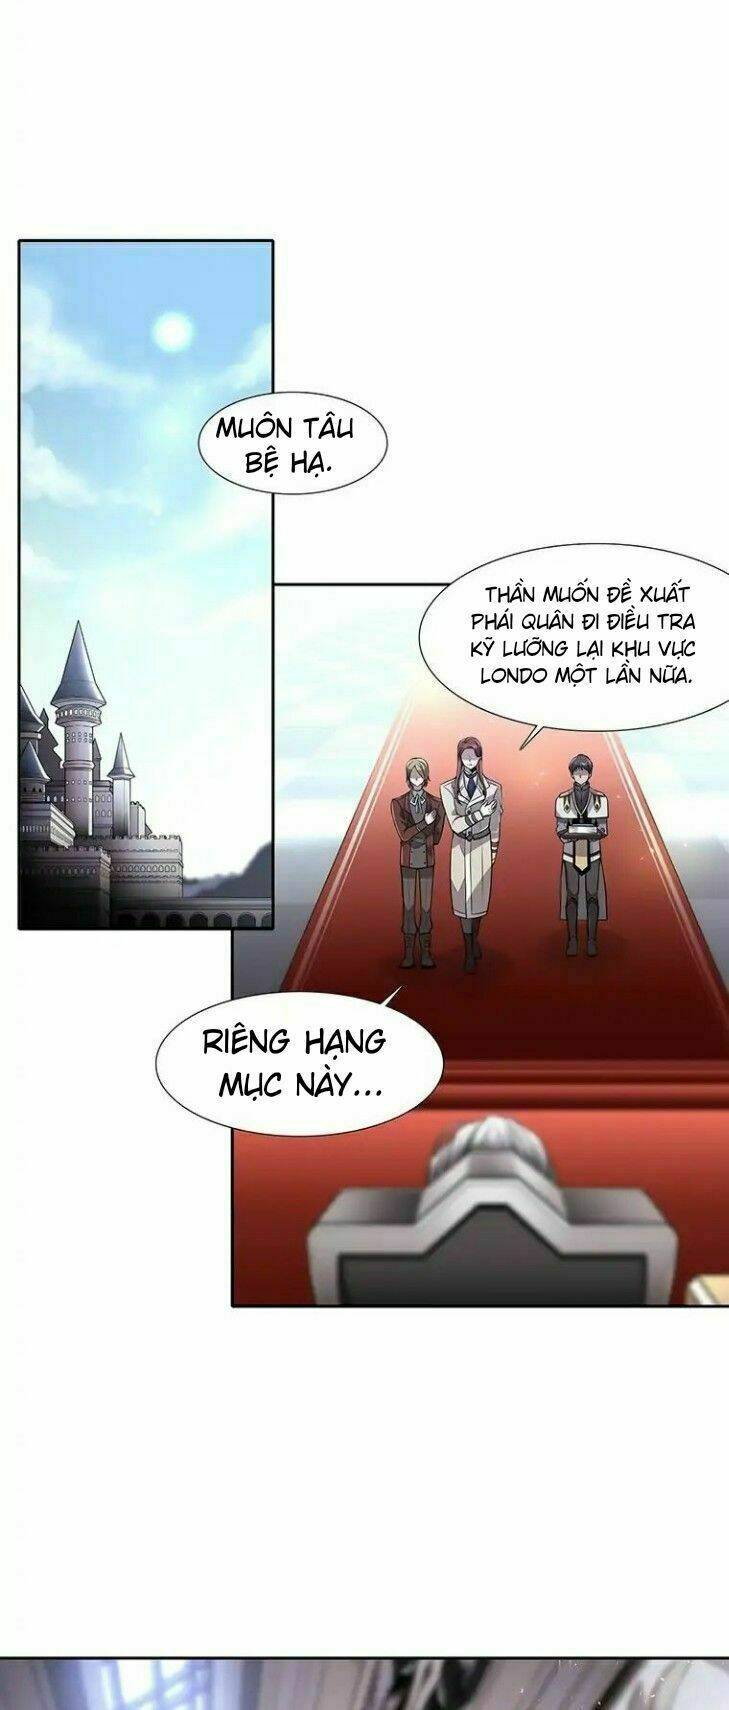 MUÔN TÂU
BỆ HẠ.
THẦN MUỐN ĐỀ XUẤT
PHÁI QUÂN ĐI ĐIỀU TRA
KỸ LƯỠNG LẠI KHU VỰC
LONDO MỘT LẦN NỮA.
RIÊNG HẠNG
MỤC NÀY...